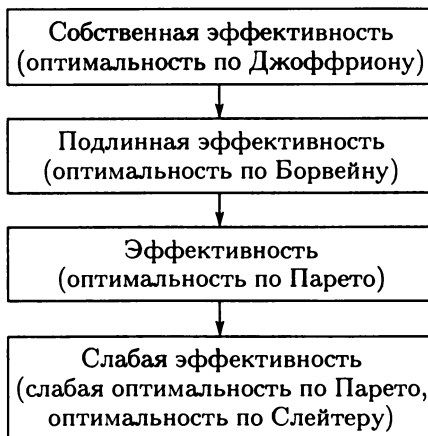 Собственная эффективность
(оптимальность по Джоффриону)
Подлинная эффективность
(оптимальность по Борвейну)
Эффективность
(оптимальность по Парето)
Слабая эффективность
(слабая оптимальность по Парето,
оптимальность по Слейтеру)